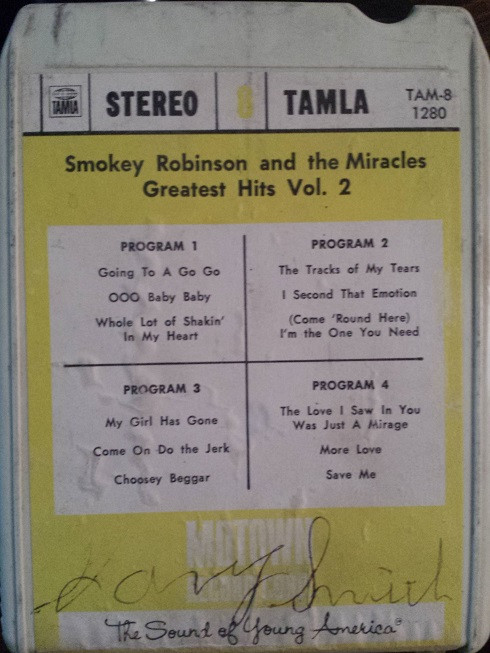 TAMLA
STEREO 8 TAMLA TAM-8
1280
Smokey Robinson and the Miracles
Greatest Hits Vol. 2
PROGRAM 1
Going To A Go Go
OOO Baby Baby
Whole Lot of Shakin'
In My Heart
PROGRAM 2
The Tracks of My Tears
I Second That Emotion
(Come 'Round Here)
I'm the One You Need
PROGRAM 3
My Girl Has Gone
Come On Do the Jerk
Choosey Beggar
PROGRAM 4
The Love I Saw In You
Was Just A Mirage
More Love
Save Me
MOTOWN
Smith
The Sound of Young America